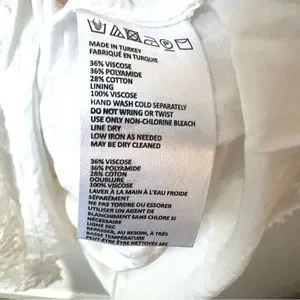 MADE IN TURKEY
FABRIQUÉ EN TURQUIE
36% VISCOSE
36% POLYAMIDE
28% COTTON
LINING
100% VISCOSE
HAND WASH COLD SEPARATELY
DO NOT WRING OR TWIST
USE ONLY NON-CHLORINE BLEACH
LINE DRY
LOW IRON AS NEEDED
MAY BE DRY CLEANED
36% VISCOSE
36% POLYAMIDE
28% COTTON
DOUBLURE
100% VISCOSE
LAVER À LA MAIN À L'EAU FROIDE
SÉPARÉMENT
NE PAS TORDRE OU ESSORER
UTILISER UN AGENT DE
BLANCHIMENT SANS CHLORE SI
NÉCESSAIRE
LIGNE SEC
REPASSER, AU BESOIN, À TRÈS
BASSE TEMPÉRATURE
PEUT-ÊTRE NETTOYÉ SEC